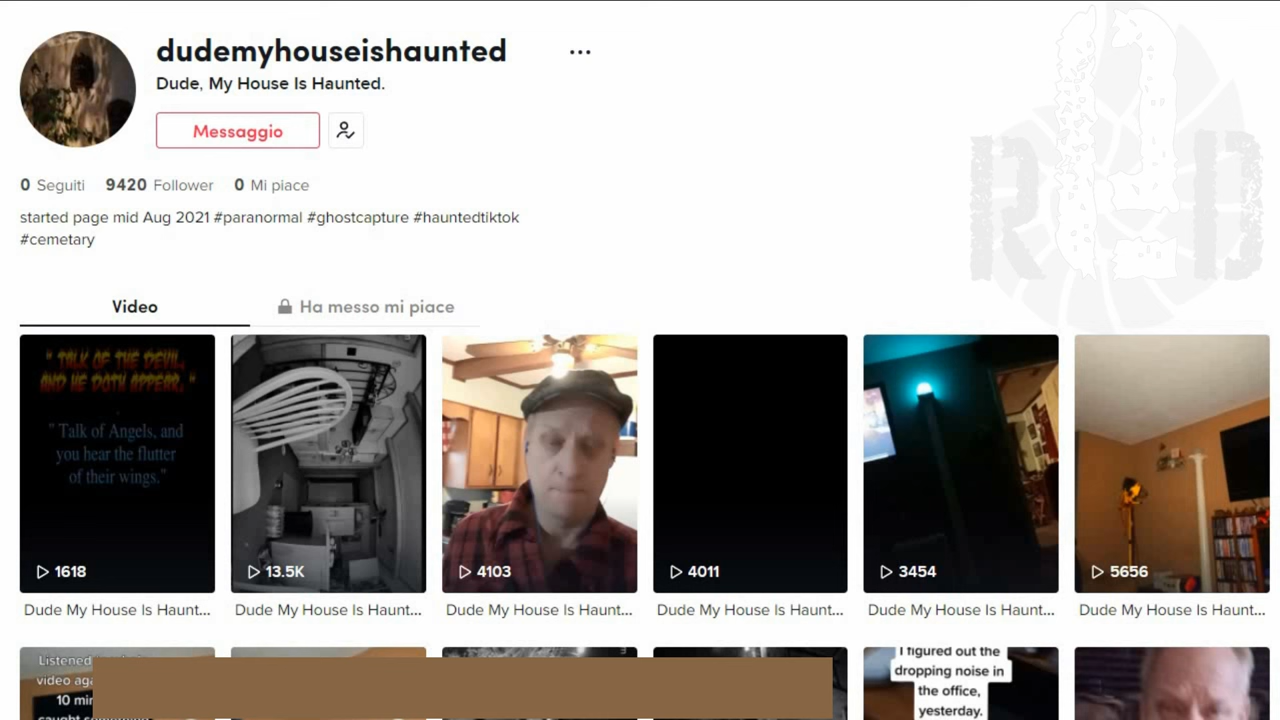 dudemyhouseishaunted
...
Dude, My House Is Haunted.
Messaggio
0 Seguiti 9420 Follower 0 Mi piace
started page mid Aug 2021 #paranormal #ghostcapture #hauntedtiktok
#cemetary
Video Ha messo mi piace
" TALK OF THE DEVIL,
AND HE DOTH APPEAR. "
" Talk of Angels, and
you hear the flutter
of their wings."
1618 13.5K 4103 4011 3454 5656
Dude My House Is Haunt... Dude My House Is Haunt... Dude My House Is Haunt... Dude My House Is Haunt... Dude My House Is Haunt... Dude My House Is Haunt...
Listened
video
10
I figured out the
dropping noise in
the office,
yesterday.